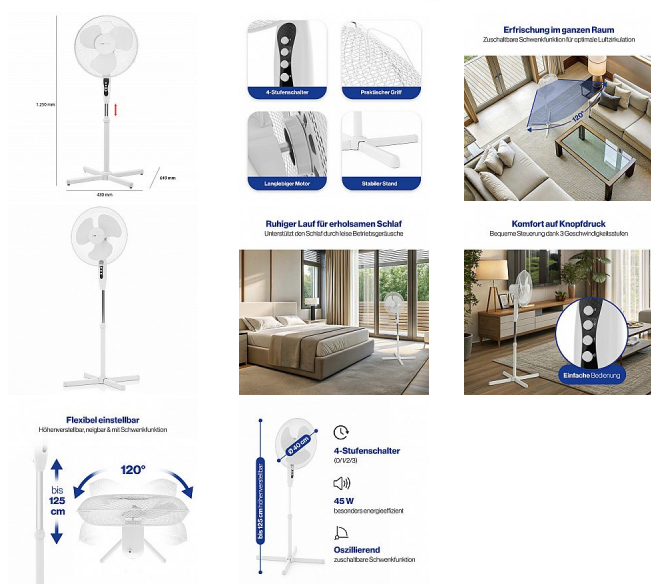 1.250 mm
430 mm
640 mm
4-Stufenschalter
Praktischer Griff
Langlebiger Motor
Stabiler Stand
Erfrischung im ganzen Raum
Zuschaltbare Schwenkfunktion für optimale Luftzirkulation
120°
Ruhiger Lauf für erholsamen Schlaf
Unterstützt den Schlaf durch leise Betriebsgeräusche
Komfort auf Knopfdruck
Bequeme Steuerung dank 3 Geschwindigkeitsstufen
Einfache Bedienung
Flexibel einstellbar
Höhenverstellbar, neigbar & mit Schwenkfunktion
bis
125
cm
120°
bis 125 cm höhenverstellbar
Ø 40 cm
4-Stufenschalter
(0/1/2/3)
45 W
besonders energieeffizient
Oszillierend
zuschaltbare Schwenkfunktion